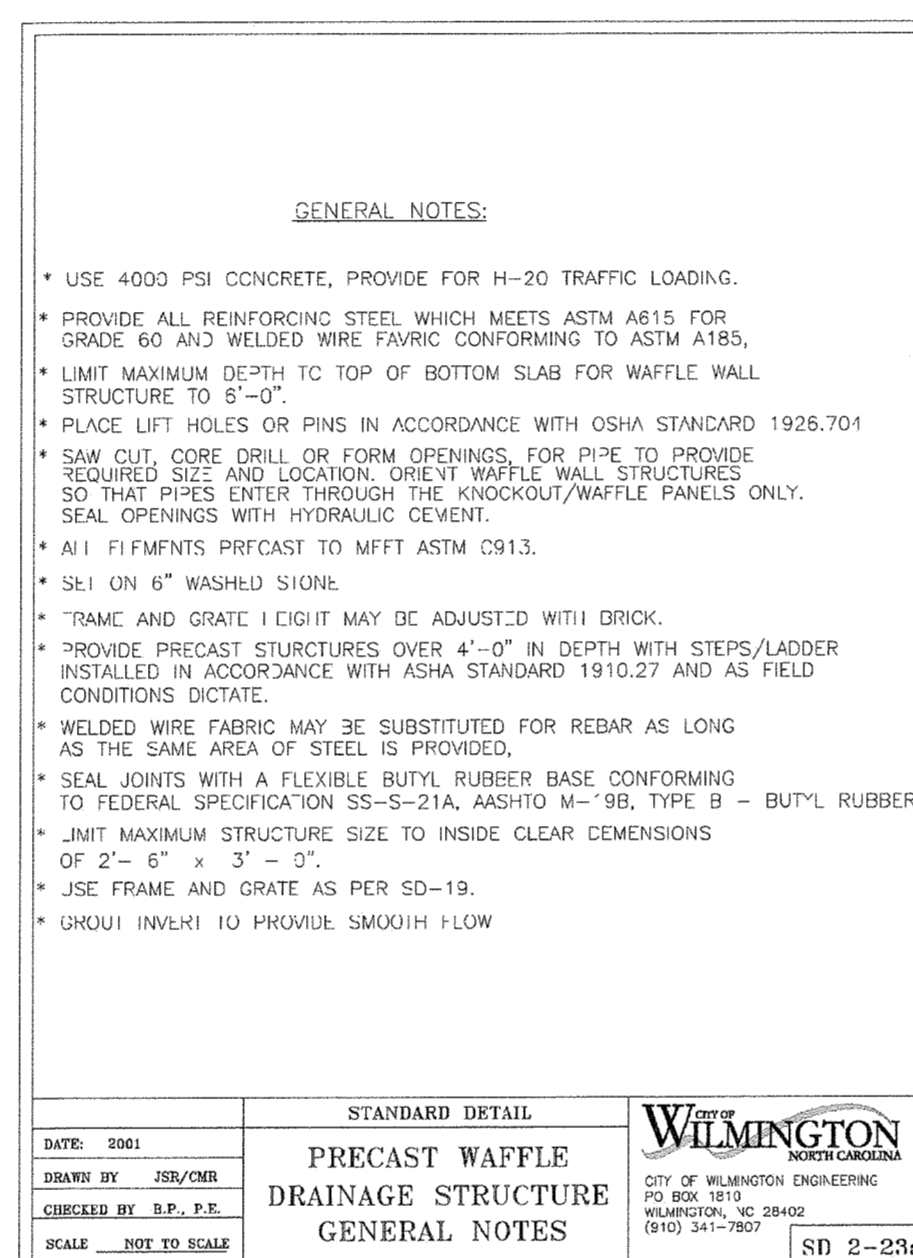 GENERAL NOTES:
* USE 4000 PSI CONCRETE, PROVIDE FOR H-20 TRAFFIC LOADING.
* PROVIDE ALL REINFORCING STEEL WHICH MEETS ASTM A615 FOR
GRADE 60 AND WELDED WIRE FAVRIC CONFORMING TO ASTM A185,
* LIMIT MAXIMUM DEPTH TO TOP OF BOTTOM SLAB FOR WAFFLE WALL
STRUCTURE TO 6'-0".
* PLACE LIFT HOLES OR PINS IN ACCORDANCE WITH OSHA STANDARD 1926.704
* SAW CUT, CORE DRILL OR FORM OPENINGS, FOR PIPE TO PROVIDE
REQUIRED SIZE AND LOCATION. ORIENT WAFFLE WALL STRUCTURES
SO THAT PIPES ENTER THROUGH THE KNOCKOUT/WAFFLE PANELS ONLY.
SEAL OPENINGS WITH HYDRAULIC CEMENT.
* ALL ELEMENTS PRECAST TO MEET ASTM C913.
* SET ON 6" WASHED STONE
* FRAME AND GRATE HEIGHT MAY BE ADJUSTED WITH BRICK.
* PROVIDE PRECAST STURCTURES OVER 4'-0" IN DEPTH WITH STEPS/LADDER
INSTALLED IN ACCORDANCE WITH ASHA STANDARD 1910.27 AND AS FIELD
CONDITIONS DICTATE.
* WELDED WIRE FABRIC MAY BE SUBSTITUTED FOR REBAR AS LONG
AS THE SAME AREA OF STEEL IS PROVIDED,
* SEAL JOINTS WITH A FLEXIBLE BUTYL RUBBER BASE CONFORMING
TO FEDERAL SPECIFICATION SS-S-21A, AASHTO M-198, TYPE B - BUTYL RUBBER
* LIMIT MAXIMUM STRUCTURE SIZE TO INSIDE CLEAR DEMENSIONS
OF 2'- 6" x 3' - 0".
* USE FRAME AND GRATE AS PER SD-19.
* GROUT INVERT TO PROVIDE SMOOTH FLOW
STANDARD DETAIL
PRECAST WAFFLE
DRAINAGE STRUCTURE
GENERAL NOTES
DATE: 2001
DRAWN BY JSR/CMR
CHECKED BY B.P., P.E.
SCALE NOT TO SCALE
CITY OF
WILMINGTON
NORTH CAROLINA
CITY OF WILMINGTON ENGINEERING
PO BOX 1810
WILMINGTON, NC 28402
(910) 341-7807
SD 2-23